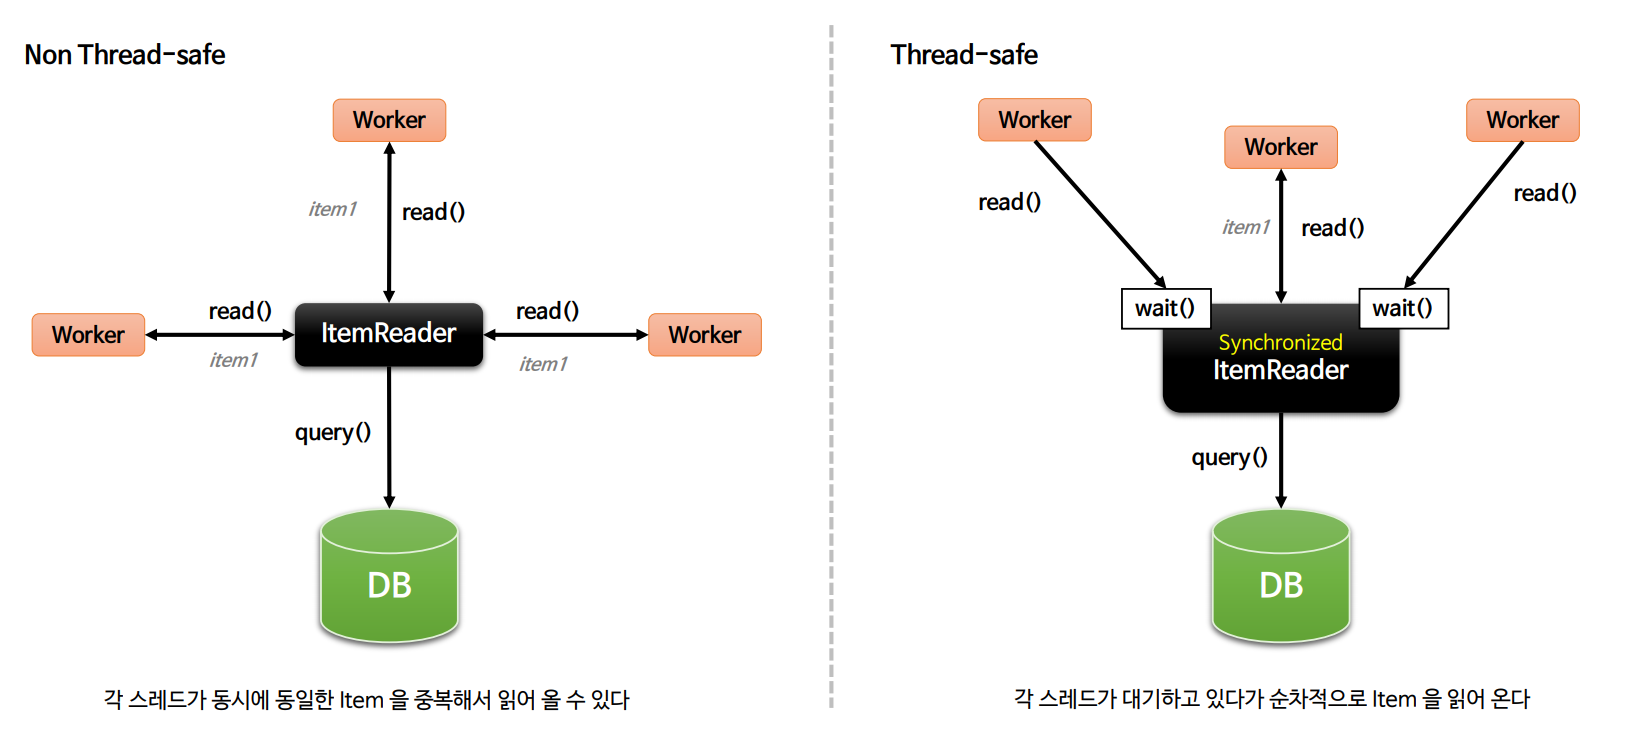 Non Thread-safe
Worker
item1
read()
read()
read()
Worker
ItemReader
Worker
item1
item1
query()
DB
각 스레드가 동시에 동일한 Item 을 중복해서 읽어 올 수 있다
Thread-safe
Worker
Worker
Worker
read()
read()
item1
read()
wait()
wait()
Synchronized
ItemReader
query()
DB
각 스레드가 대기하고 있다가 순차적으로 Item 을 읽어 온다